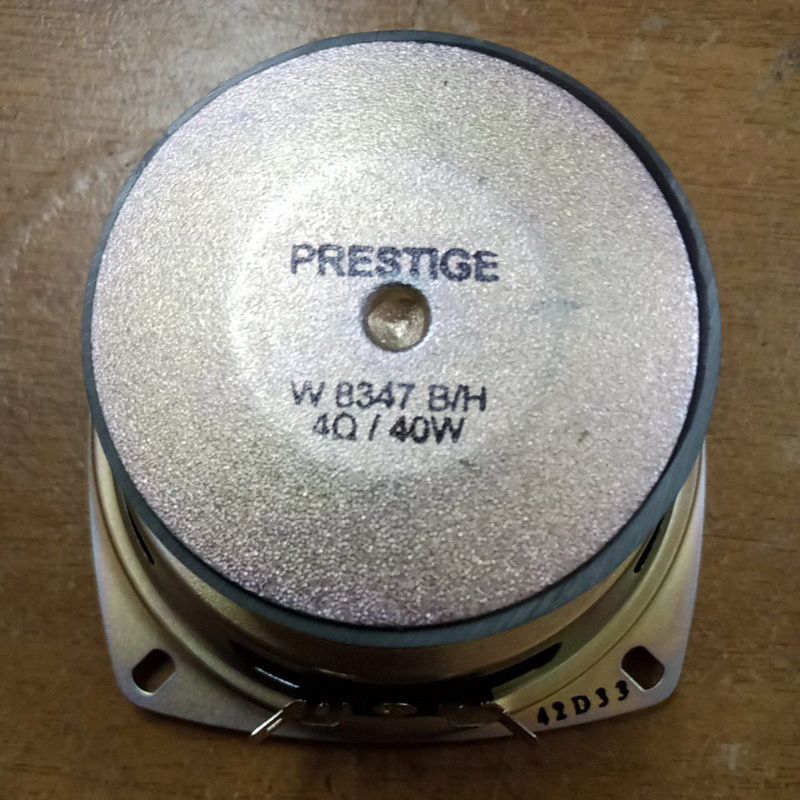 PRESTIGE
W 8347 B/H
4Ω / 40W
42D33